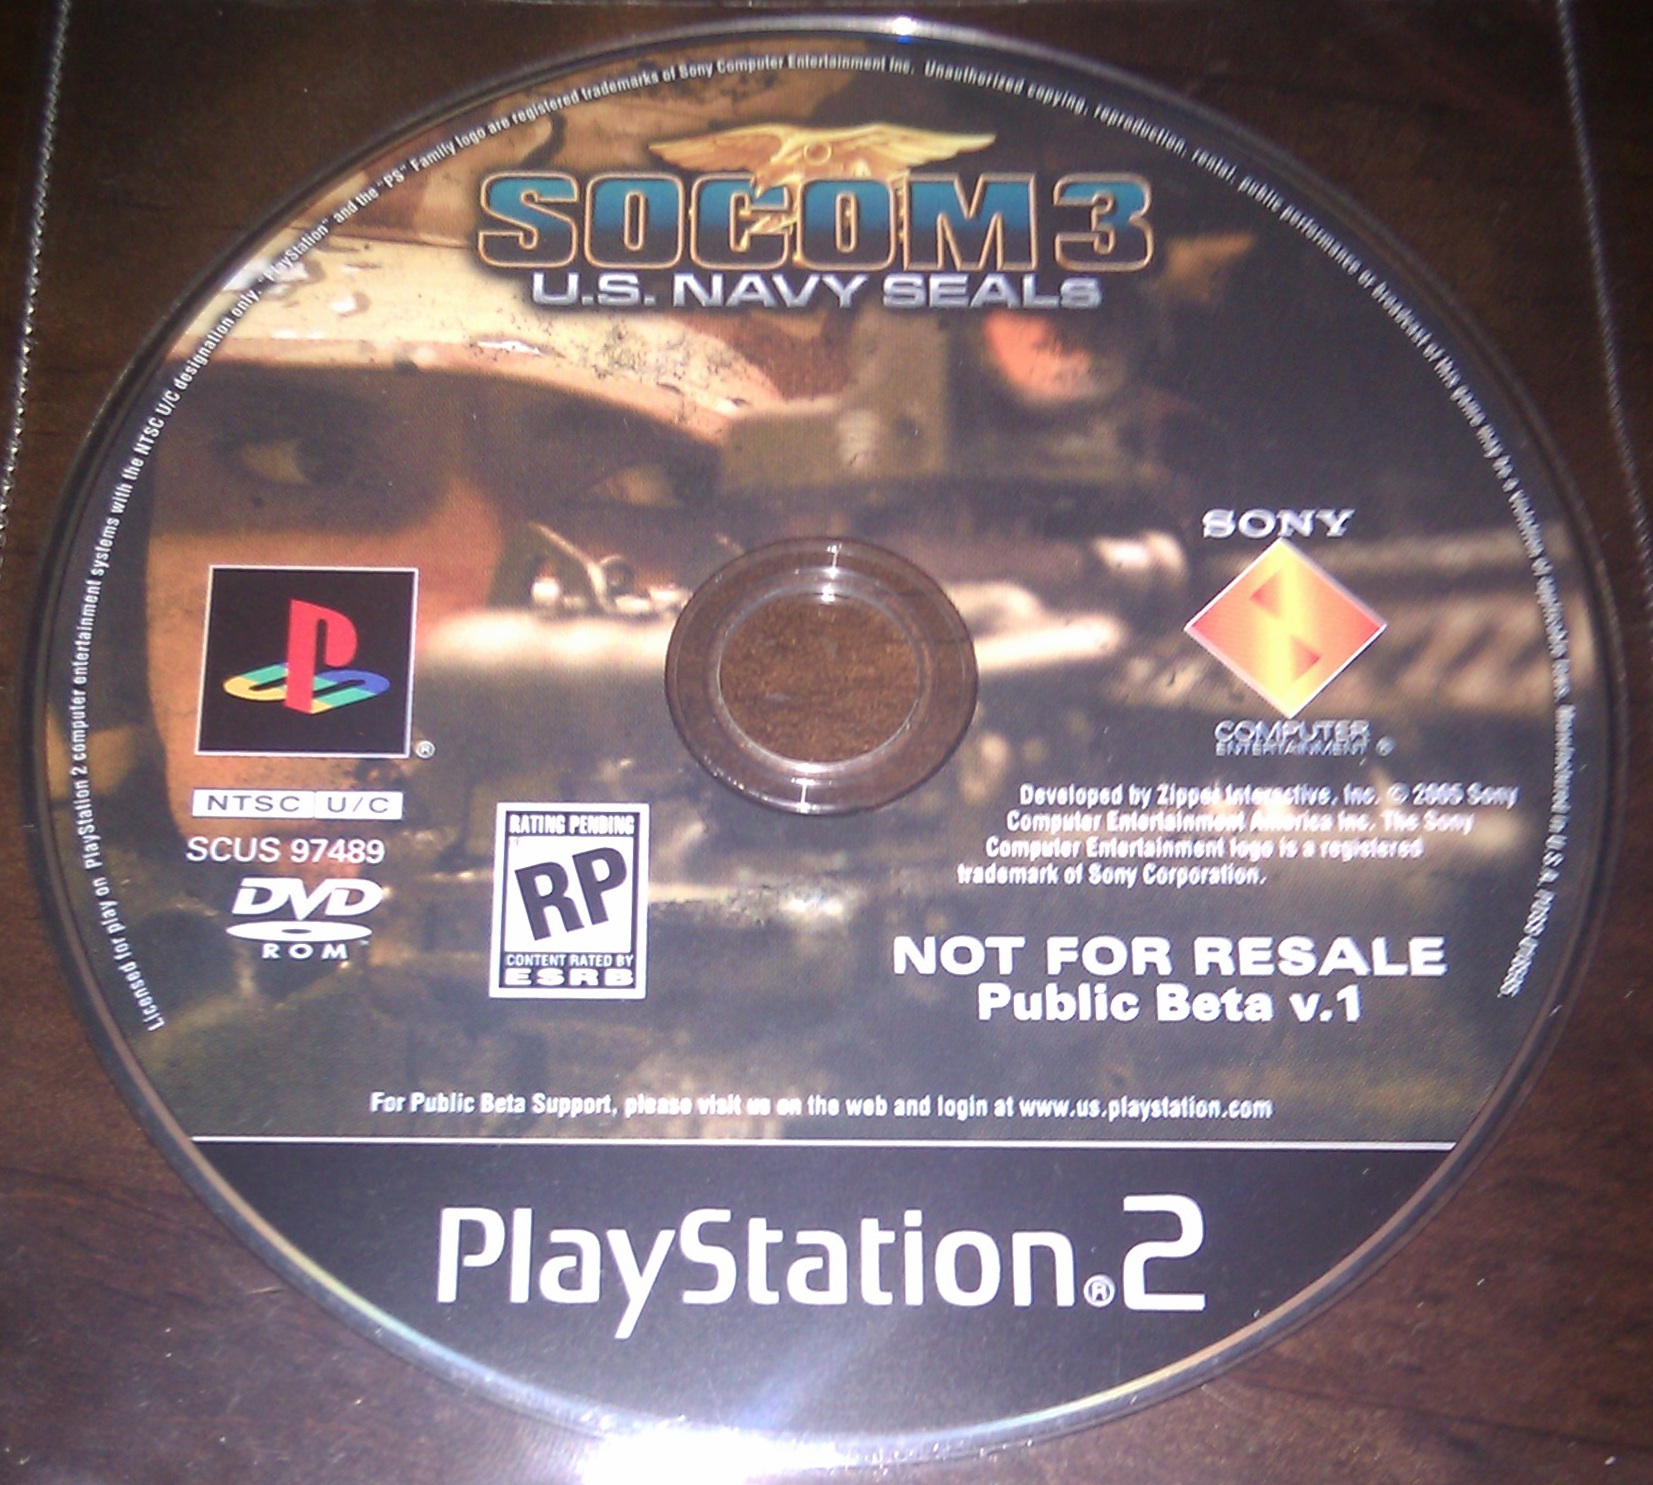 Licensed for play on PlayStation 2 computer entertainment systems with the NTSC U/C designation only. "PlayStation" and the "PS" Family logo are registered trademarks of Sony Computer Entertainment Inc. Unauthorized copying, reproduction, rental, public performance or broadcast of this game may be a violation of applicable law. Manufactured in U.S.A.
SOCOM 3
U.S. NAVY SEALs
SONY
COMPUTER
ENTERTAINMENT ®
®
NTSC U/C
SCUS 97489
DVD
ROM™
RATING PENDING
RP
CONTENT RATED BY
ESRB
Developed by Zipper Interactive, Inc. © 2005 Sony
Computer Entertainment America Inc. The Sony
Computer Entertainment logo is a registered
trademark of Sony Corporation.
NOT FOR RESALE
Public Beta v.1
For Public Beta Support, please visit us on the web and login at www.us.playstation.com
PlayStation®2